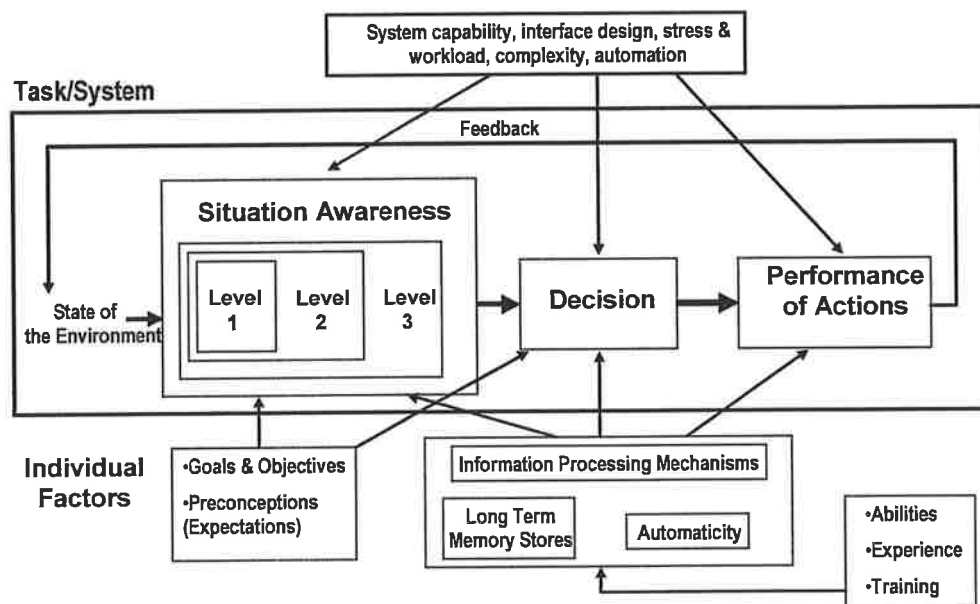 System capability, interface design, stress &
workload, complexity, automation
Task/System
Feedback
Situation Awareness
Level
1
Level
2
Level
3
State of
the Environment
Decision
Performance
of Actions
Individual
Factors
•Goals & Objectives
•Preconceptions
(Expectations)
Information Processing Mechanisms
Long Term
Memory Stores
Automaticity
•Abilities
•Experience
•Training